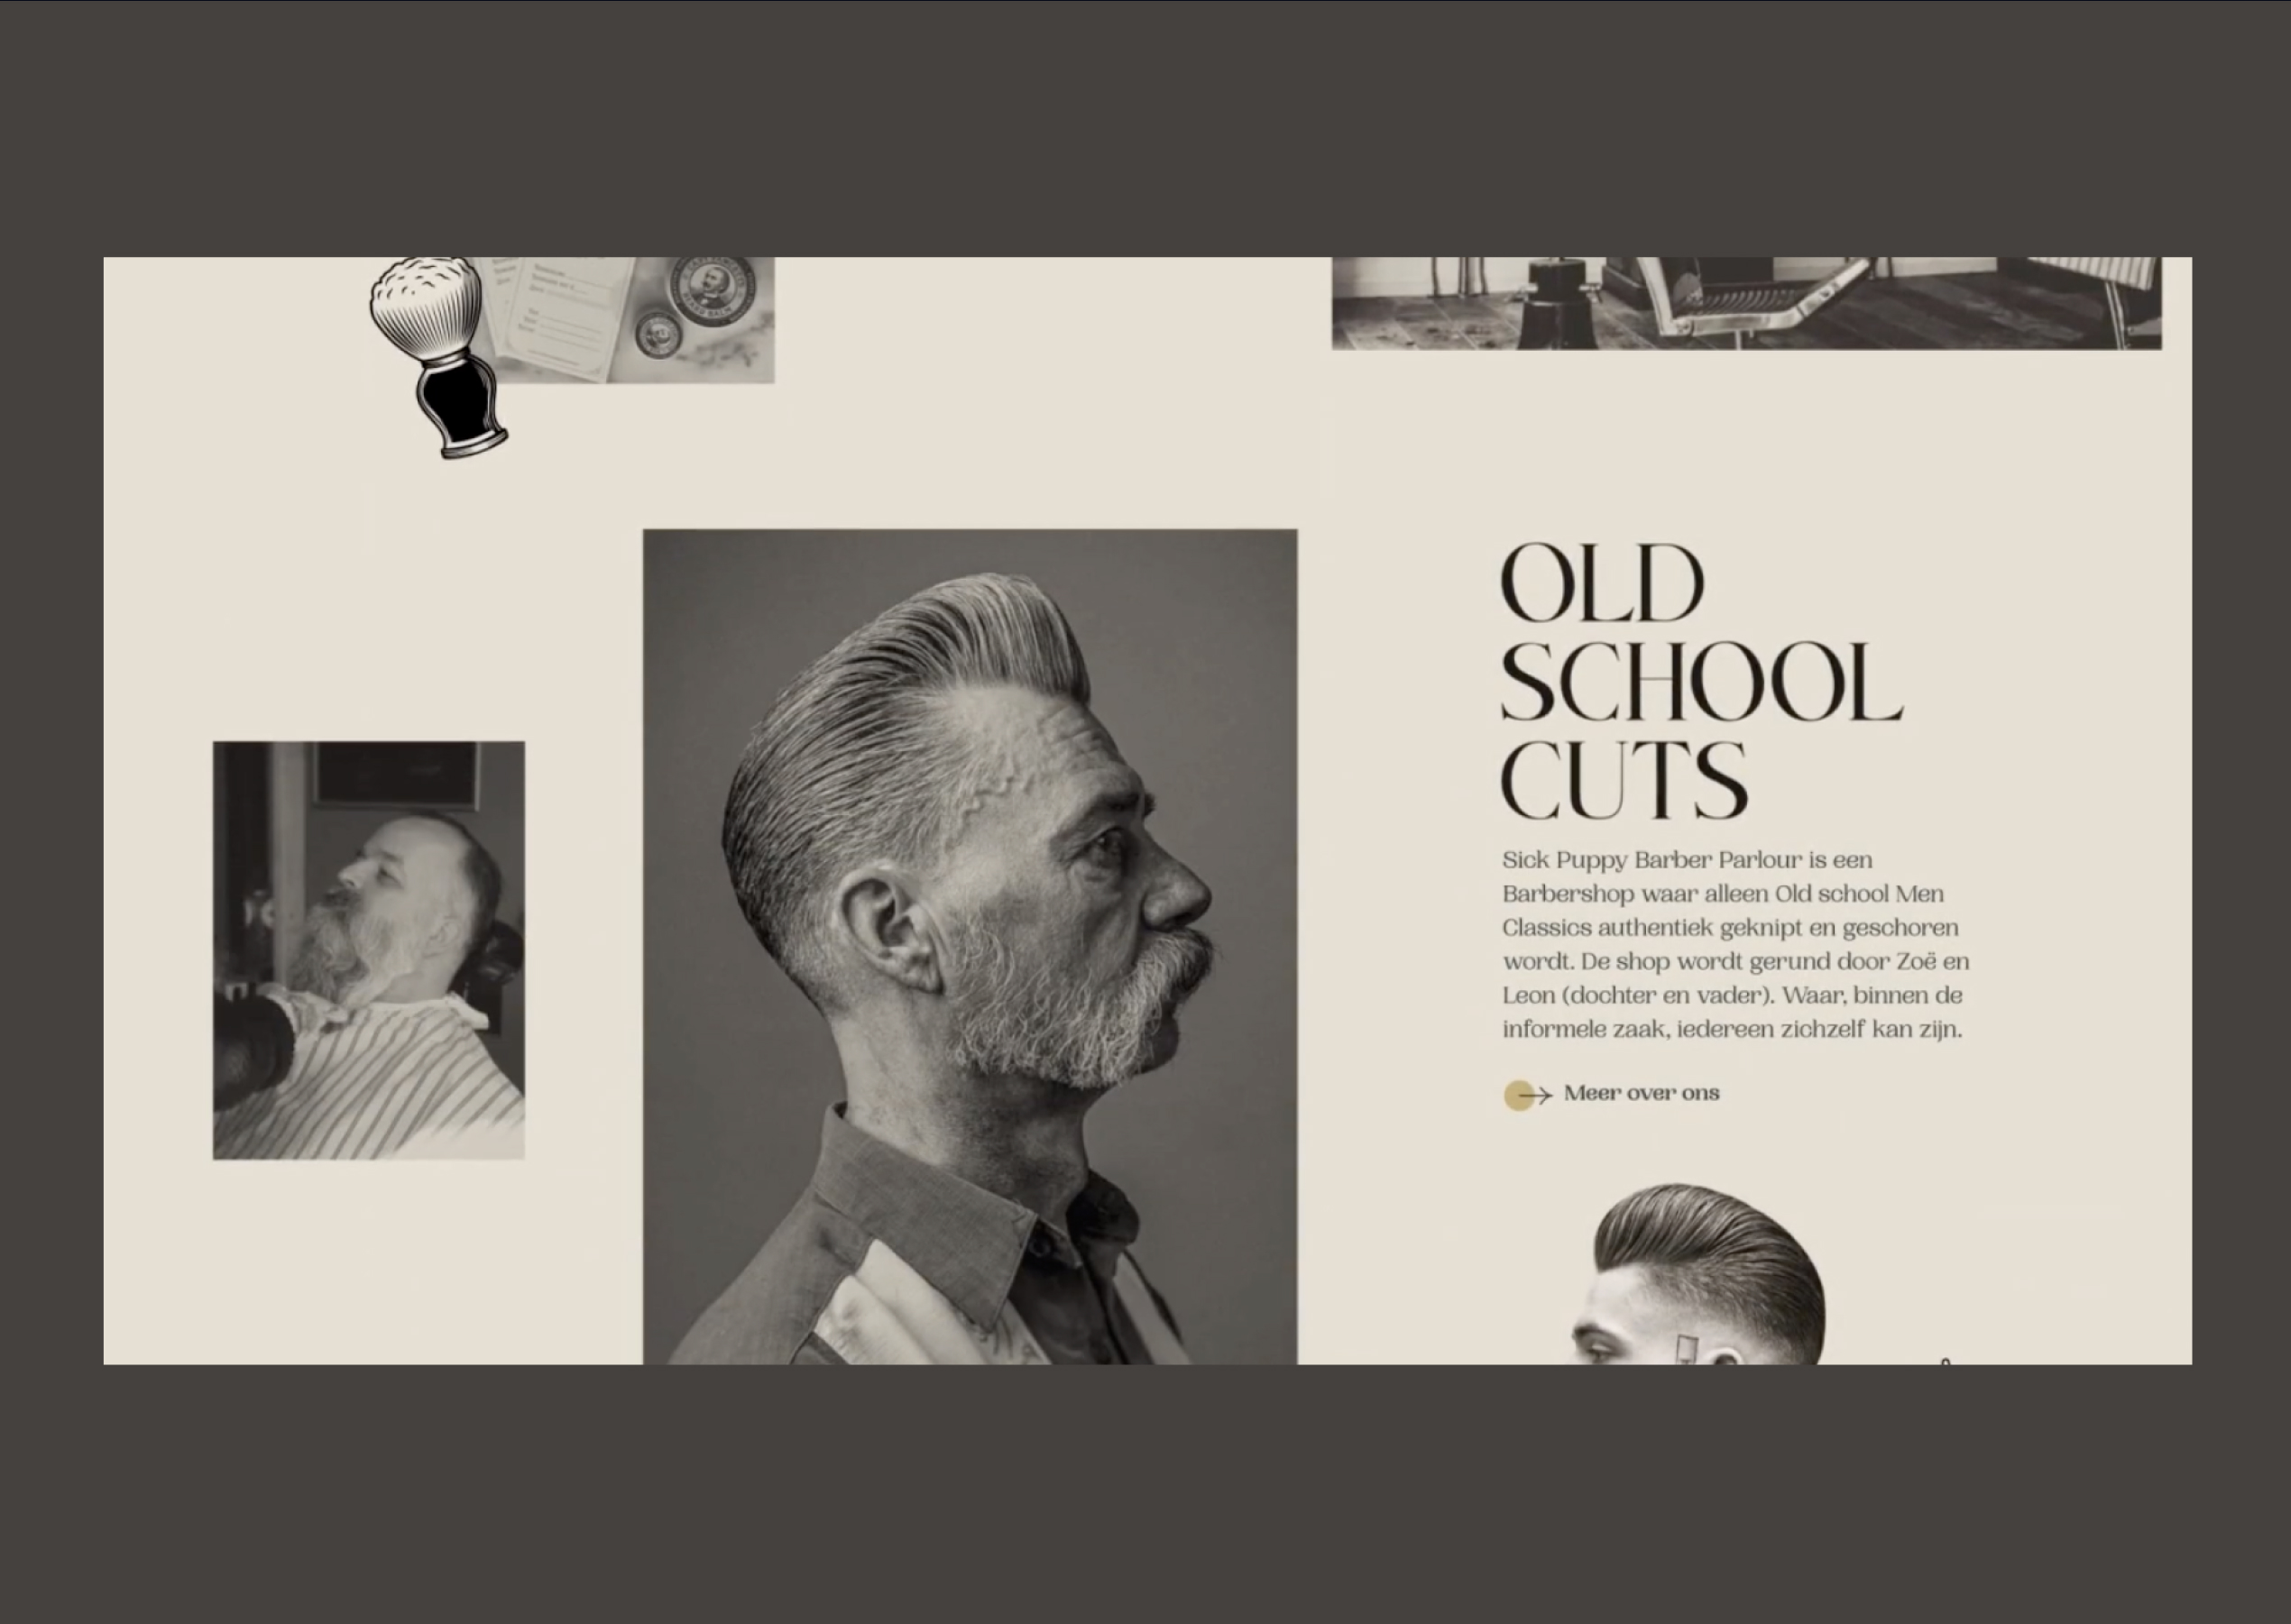 BEARD BALM
OLD
SCHOOL
CUTS
Sick Puppy Barber Parlour is een
Barbershop waar alleen Old school Men
Classics authentiek geknipt en geschoren
wordt. De shop wordt gerund door Zoë en
Leon (dochter en vader). Waar, binnen de
informele zaak, iedereen zichzelf kan zijn.
Meer over ons